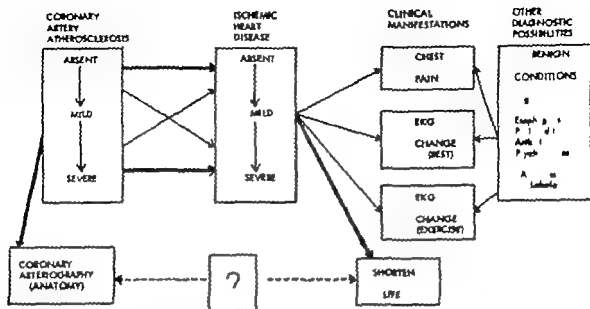 CORONARY
ARTERY
ATHEROSCLEROSIS
ABSENT
MILD
SEVERE
ISCHEMIC
HEART
DISEASE
ABSENT
MILD
SEVERE
CLINICAL
MANIFESTATIONS
CHEST
PAIN
EKG
CHANGE
(REST)
EKG
CHANGE
(EXERCISE)
OTHER
DIAGNOSTIC
POSSIBILITIES
BENIGN
CONDITIONS
CORONARY
ARTERIOGRAPHY
(ANATOMY)
?
SHORTEN
LIFE